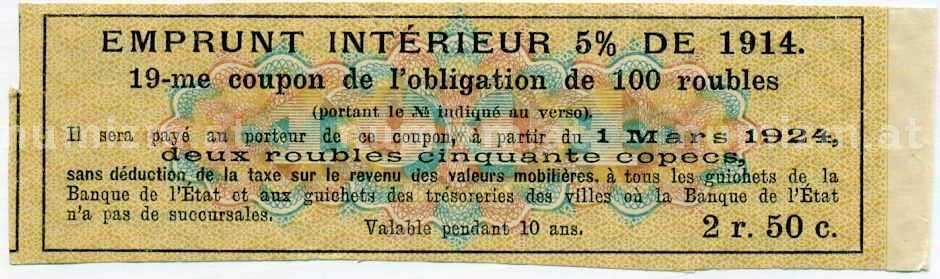 EMPRUNT INTÉRIEUR 5% DE 1914.
19-me coupon de l'obligation de 100 roubles
(portant le № indiqué au verso).
Il sera payé au porteur de ce coupon, à partir du 1 Mars 1924,
deux roubles cinquante copecs,
sans déduction de la taxe sur le revenu des valeurs mobilières, à tous les guichets de la
Banque de l'État et aux guichets des trésoreries des villes où la Banque de l'État
n'a pas de succursales.
Valable pendant 10 ans.
2 r. 50 c.